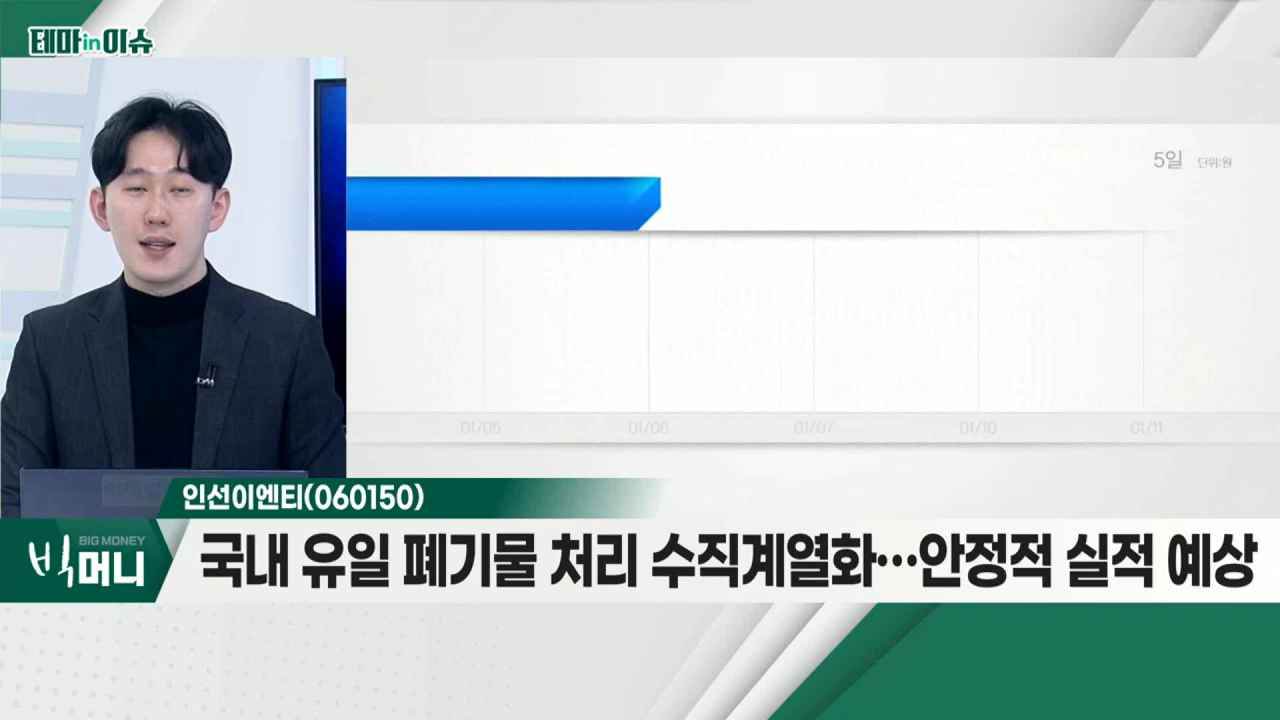 테마in이슈
5일 단위:원
01/05 01/06 01/07 01/10 01/11
인선이엔티(060150)
BIG MONEY
빅머니
국내 유일 폐기물 처리 수직계열화…안정적 실적 예상